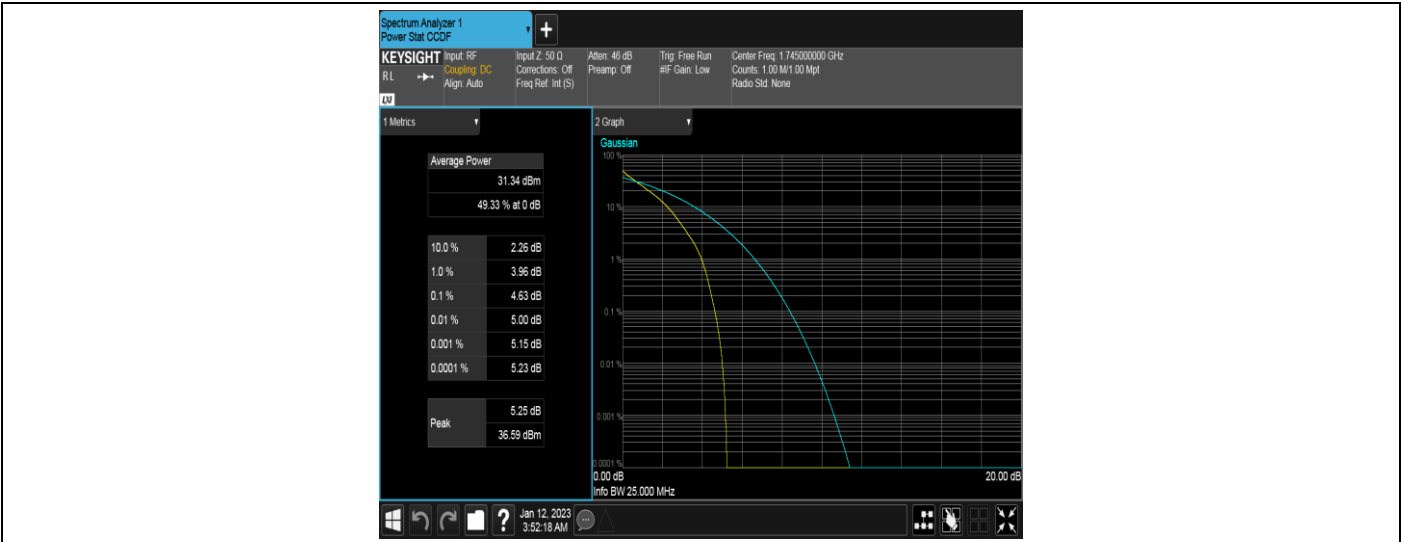 Spectrum Analyzer 1
Power Stat CCDF
+
KEYSIGHT Input: RF Input Z: 50 Ω Atten: 46 dB Trig: Free Run Center Freq: 1.745000000 GHz
RL Coupling: DC Corrections: Off Preamp: Off #IF Gain: Low Counts: 1.00 M/1.00 Mpt
Align: Auto Freq Ref: Int (S) Radio Std: None
LXI
1 Metrics
Average Power
31.34 dBm
49.33 % at 0 dB
10.0 % 2.26 dB
1.0 % 3.96 dB
0.1 % 4.63 dB
0.01 % 5.00 dB
0.001 % 5.15 dB
0.0001 % 5.23 dB
Peak
5.25 dB
36.59 dBm
2 Graph
Gaussian
100 %
10 %
1 %
0.1 %
0.01 %
0.001 %
0.0001 %
0.00 dB 20.00 dB
Info BW 25.000 MHz
? Jan 12, 2023
3:52:18 AM